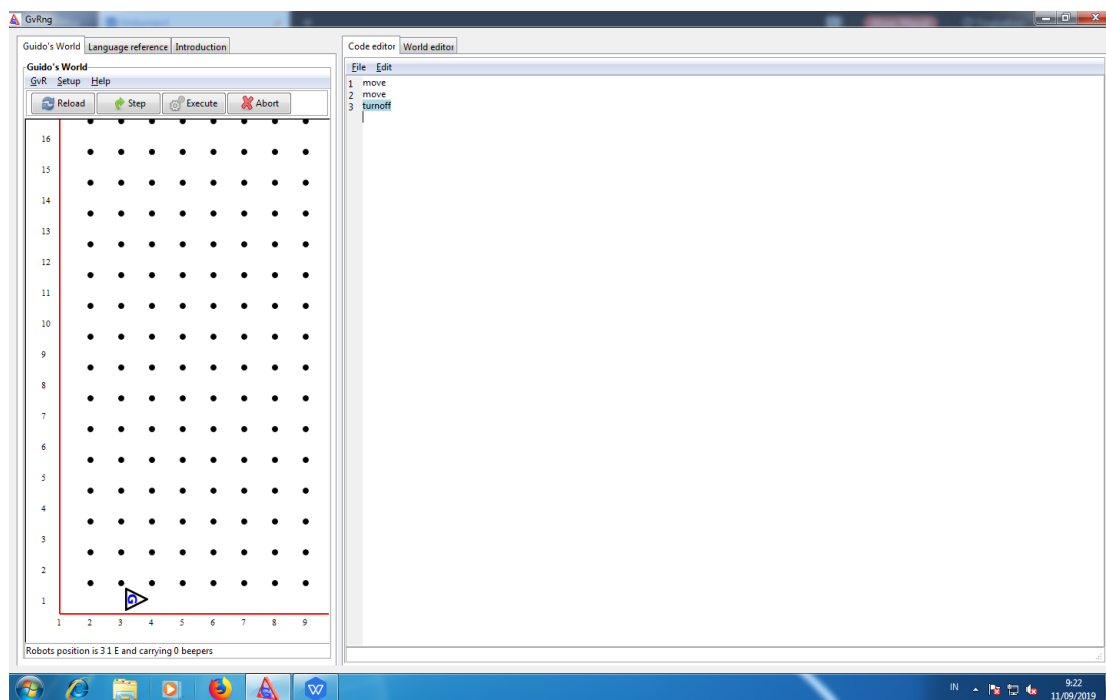 GvRng
Guido's World Language reference Introduction
Guido's World
GvR Setup Help
Reload Step Execute Abort
16
15
14
13
12
11
10
9
8
7
6
5
4
3
2
1
G
1 2 3 4 5 6 7 8 9
Robots position is 3 1 E and carrying 0 beepers
Code editor World editor
File Edit
1 move
2 move
3 turnoff
IN
9:22
11/09/2019